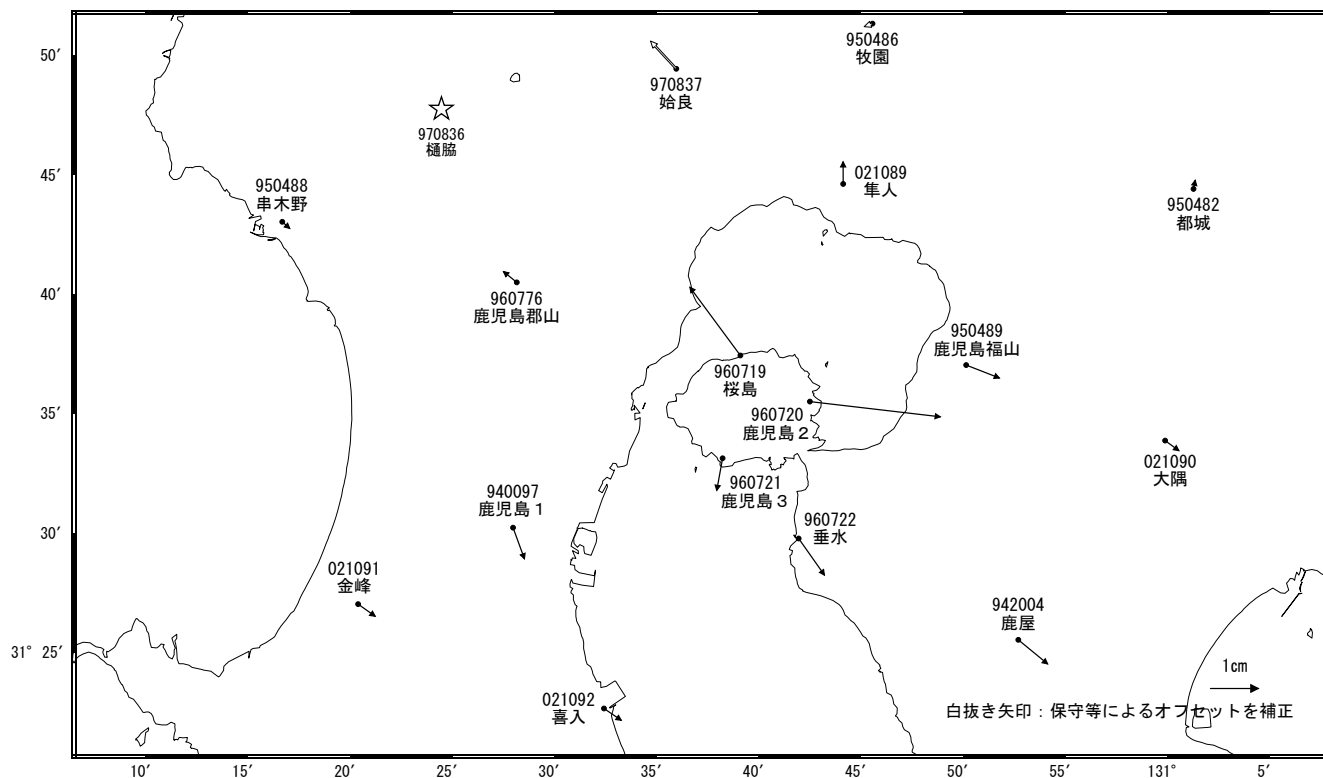 50′
950486
牧園
970837
姶良
970836
樋脇
45′
950488
串木野
021089
隼人
950482
都城
40′
960776
鹿児島郡山
950489
鹿児島福山
960719
桜島
35′
960720
鹿児島２
021090
大隅
960721
鹿児島３
940097
鹿児島１
960722
垂水
30′
021091
金峰
942004
鹿屋
31° 25′
1cm
021092
喜入
白抜き矢印：保守等によるオフセットを補正
10′ 15′ 20′ 25′ 30′ 35′ 40′ 45′ 50′ 55′ 131° 5′